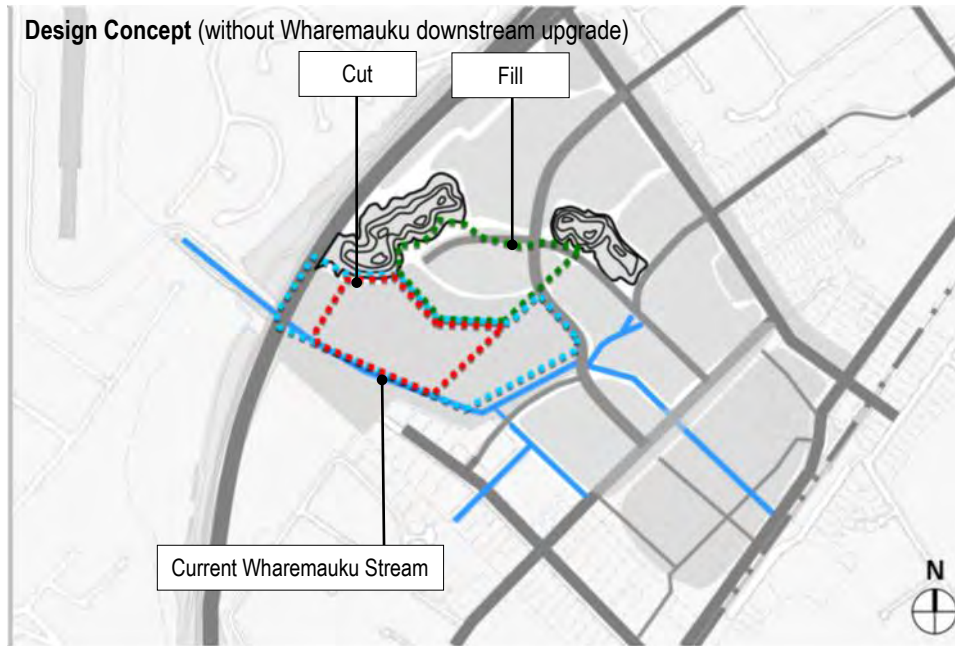 Design Concept (without Wharemauku downstream upgrade)
Cut
Fill
Current Wharemauku Stream
N